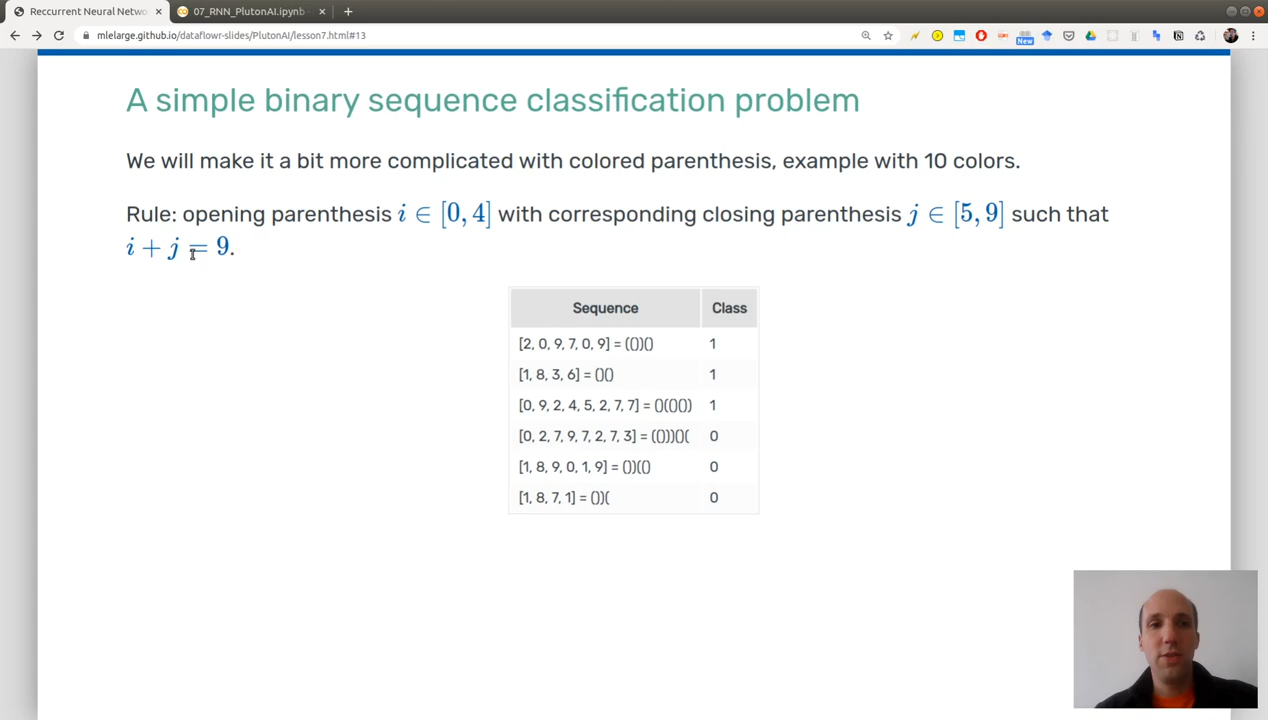 Reccurrent Neural Netwo
07_RNN_PlutonAI.ipynb
mlelarge.github.io/dataflowr-slides/PlutonAI/lesson7.html#13
New
A simple binary sequence classification problem
We will make it a bit more complicated with colored parenthesis, example with 10 colors.
Rule: opening parenthesis i ∈ [0, 4] with corresponding closing parenthesis j ∈ [5, 9] such that
i + j = 9.
Sequence Class
[2, 0, 9, 7, 0, 9] = (())() 1
[1, 8, 3, 6] = ()() 1
[0, 9, 2, 4, 5, 2, 7, 7] = ()(()()) 1
[0, 2, 7, 9, 7, 2, 7, 3] = (()))()( 0
[1, 8, 9, 0, 1, 9] = ())(() 0
[1, 8, 7, 1] = ())( 0